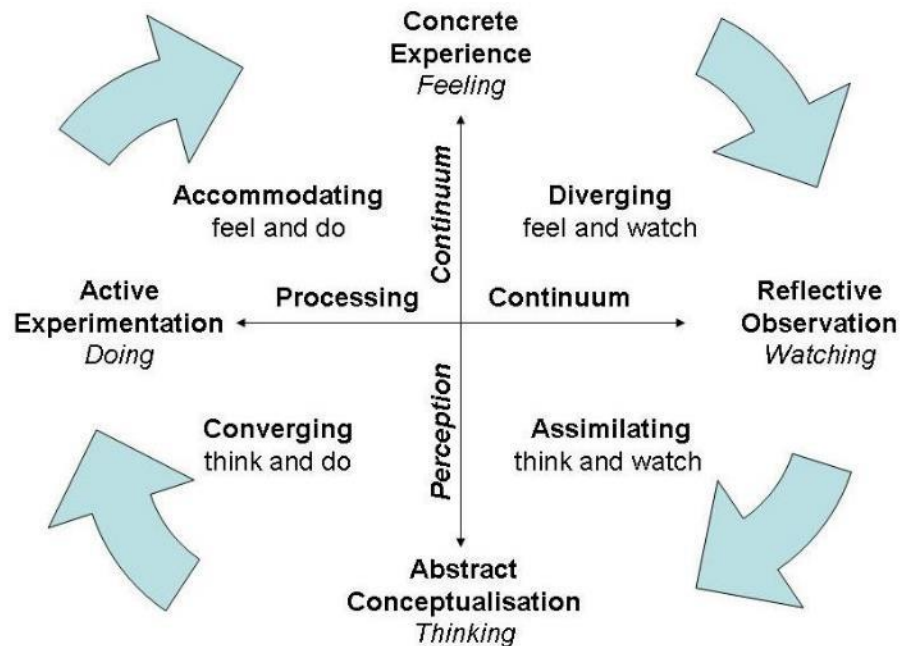 Concrete
Experience
Feeling
Accommodating
feel and do
Diverging
feel and watch
Continuum
Active
Experimentation
Doing
Processing
Continuum
Reflective
Observation
Watching
Perception
Converging
think and do
Assimilating
think and watch
Abstract
Conceptualisation
Thinking